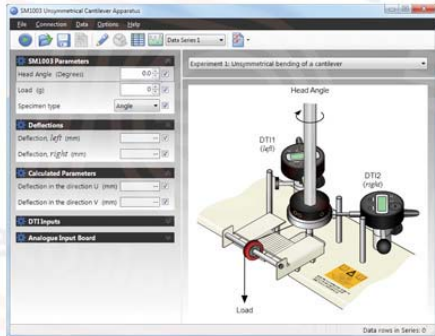 SM1003 Unsymmetrical Cantilever Apparatus
File Connection Data Options Help
Data Series 1
SM1003 Parameters
Head Angle (Degrees) 0.0
Load (g) 0
Specimen type Angle
Deflections
Deflection, left (mm) --
Deflection, right (mm) --
Calculated Parameters
Deflection in the direction U (mm) --
Deflection in the direction V (mm) --
DTI Inputs
Analogue Input Board
Experiment 1: Unsymmetrical bending of a cantilever
Head Angle
DTI1
(left)
DTI2
(right)
Load
Data rows in Series: 0